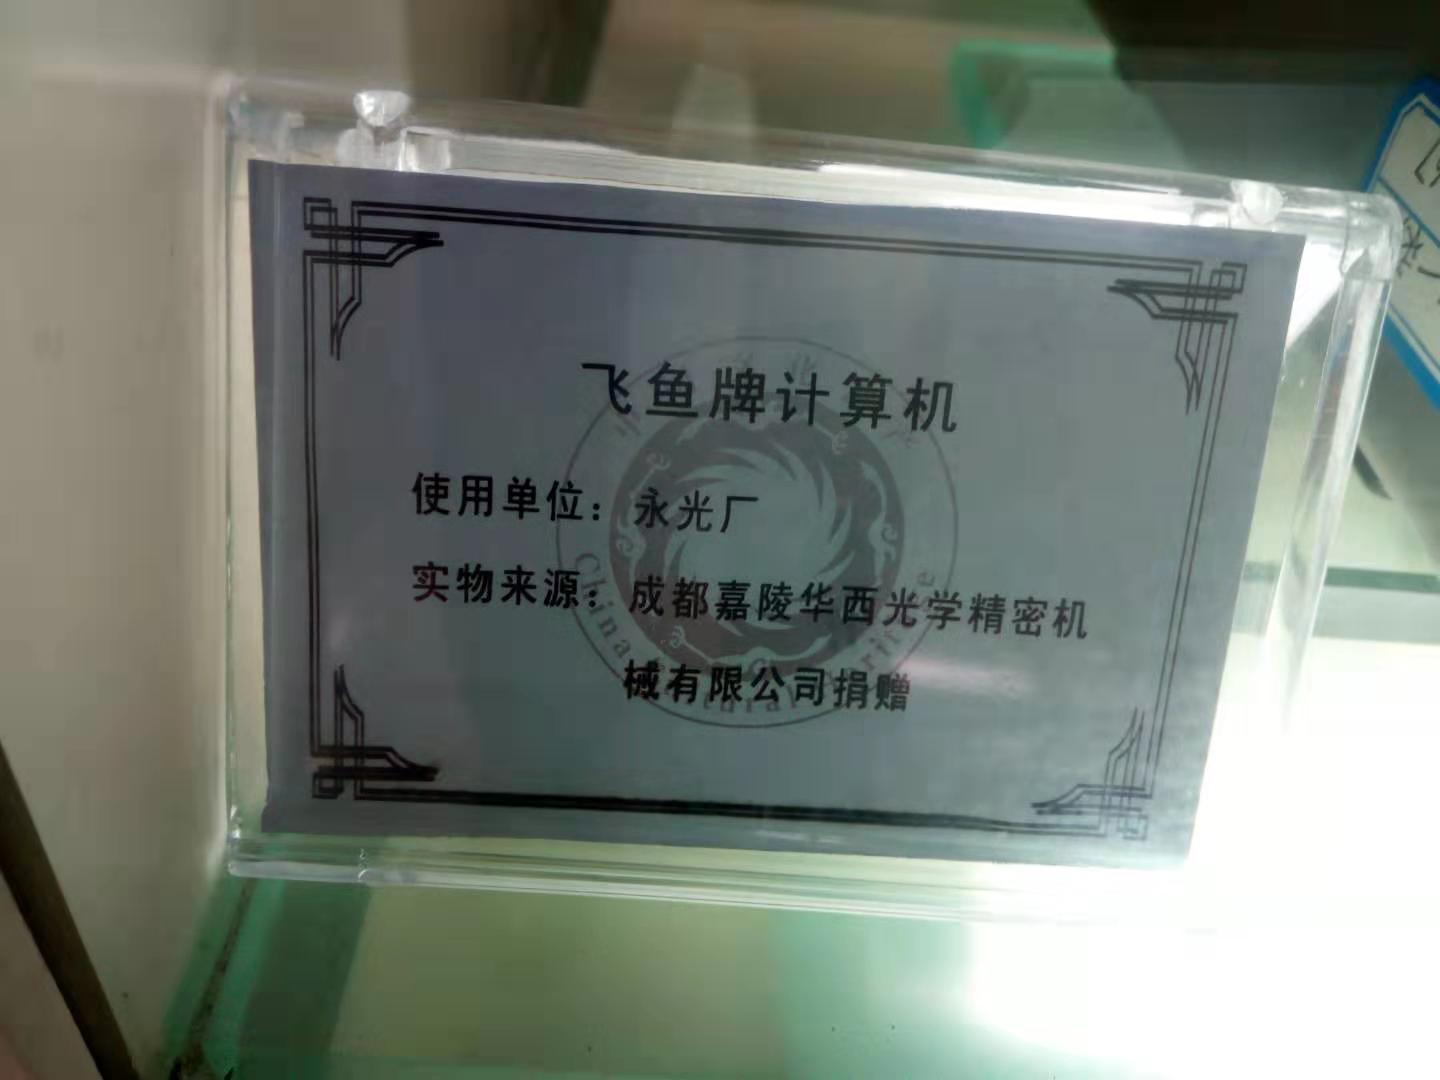 飞鱼牌计算机
使用单位：永光厂
实物来源：成都嘉陵华西光学精密机
械有限公司捐赠